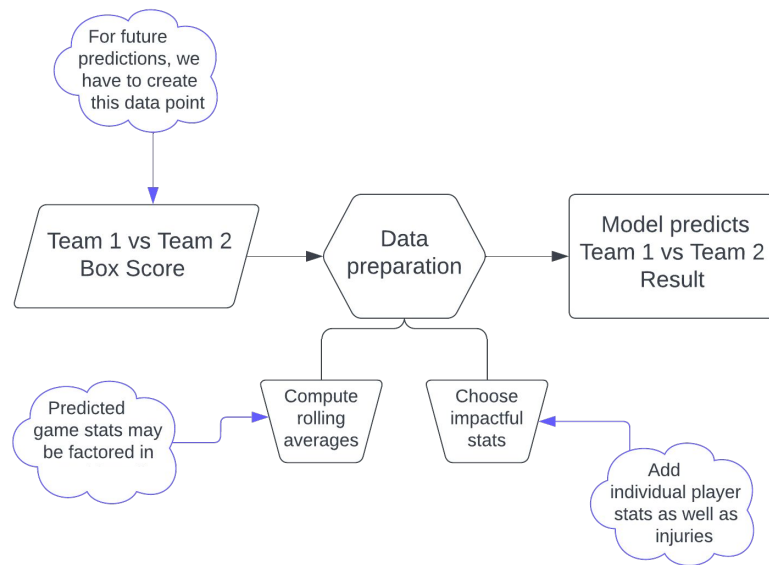 For future
predictions, we
have to create
this data point
Team 1 vs Team 2
Box Score
Data
preparation
Model predicts
Team 1 vs Team 2
Result
Predicted
game stats may
be factored in
Compute
rolling
averages
Choose
impactful
stats
Add
individual player
stats as well as
injuries